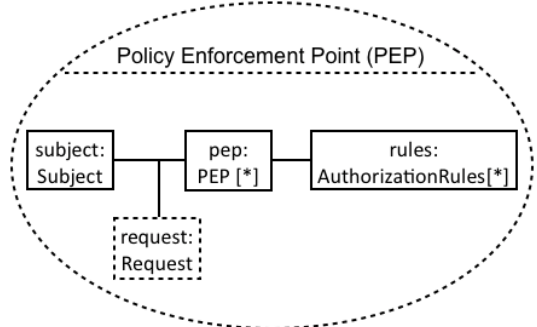 Policy Enforcement Point (PEP)
subject:
Subject
pep:
PEP [*]
rules:
AuthorizationRules[*]
request:
Request